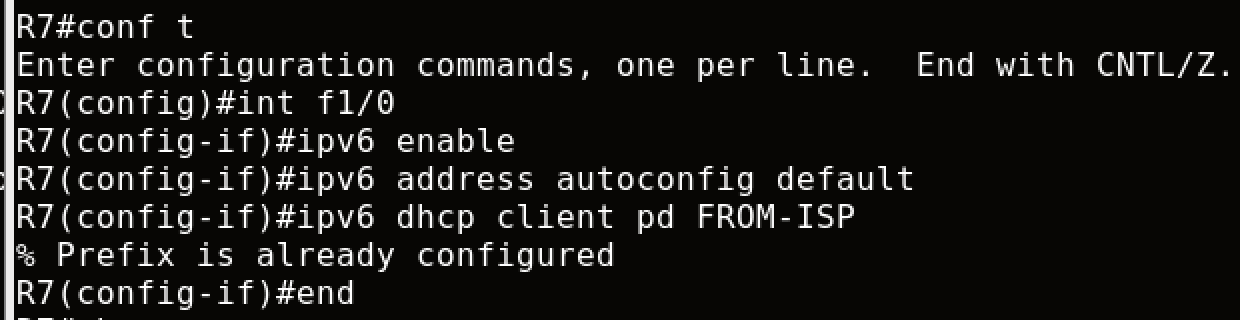 R7#conf t
Enter configuration commands, one per line.  End with CNTL/Z.
R7(config)#int f1/0
R7(config-if)#ipv6 enable
R7(config-if)#ipv6 address autoconfig default
R7(config-if)#ipv6 dhcp client pd FROM-ISP
% Prefix is already configured
R7(config-if)#end